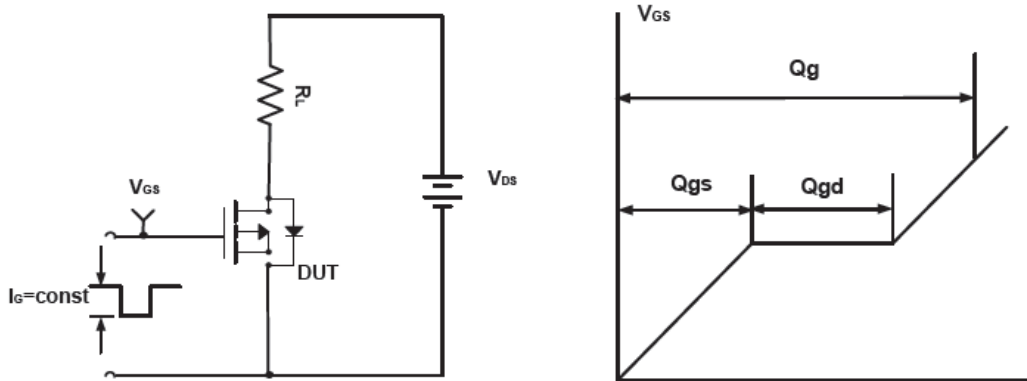 RL
VGS
VDS
DUT
IG=const
VGS
Qg
Qgs
Qgd